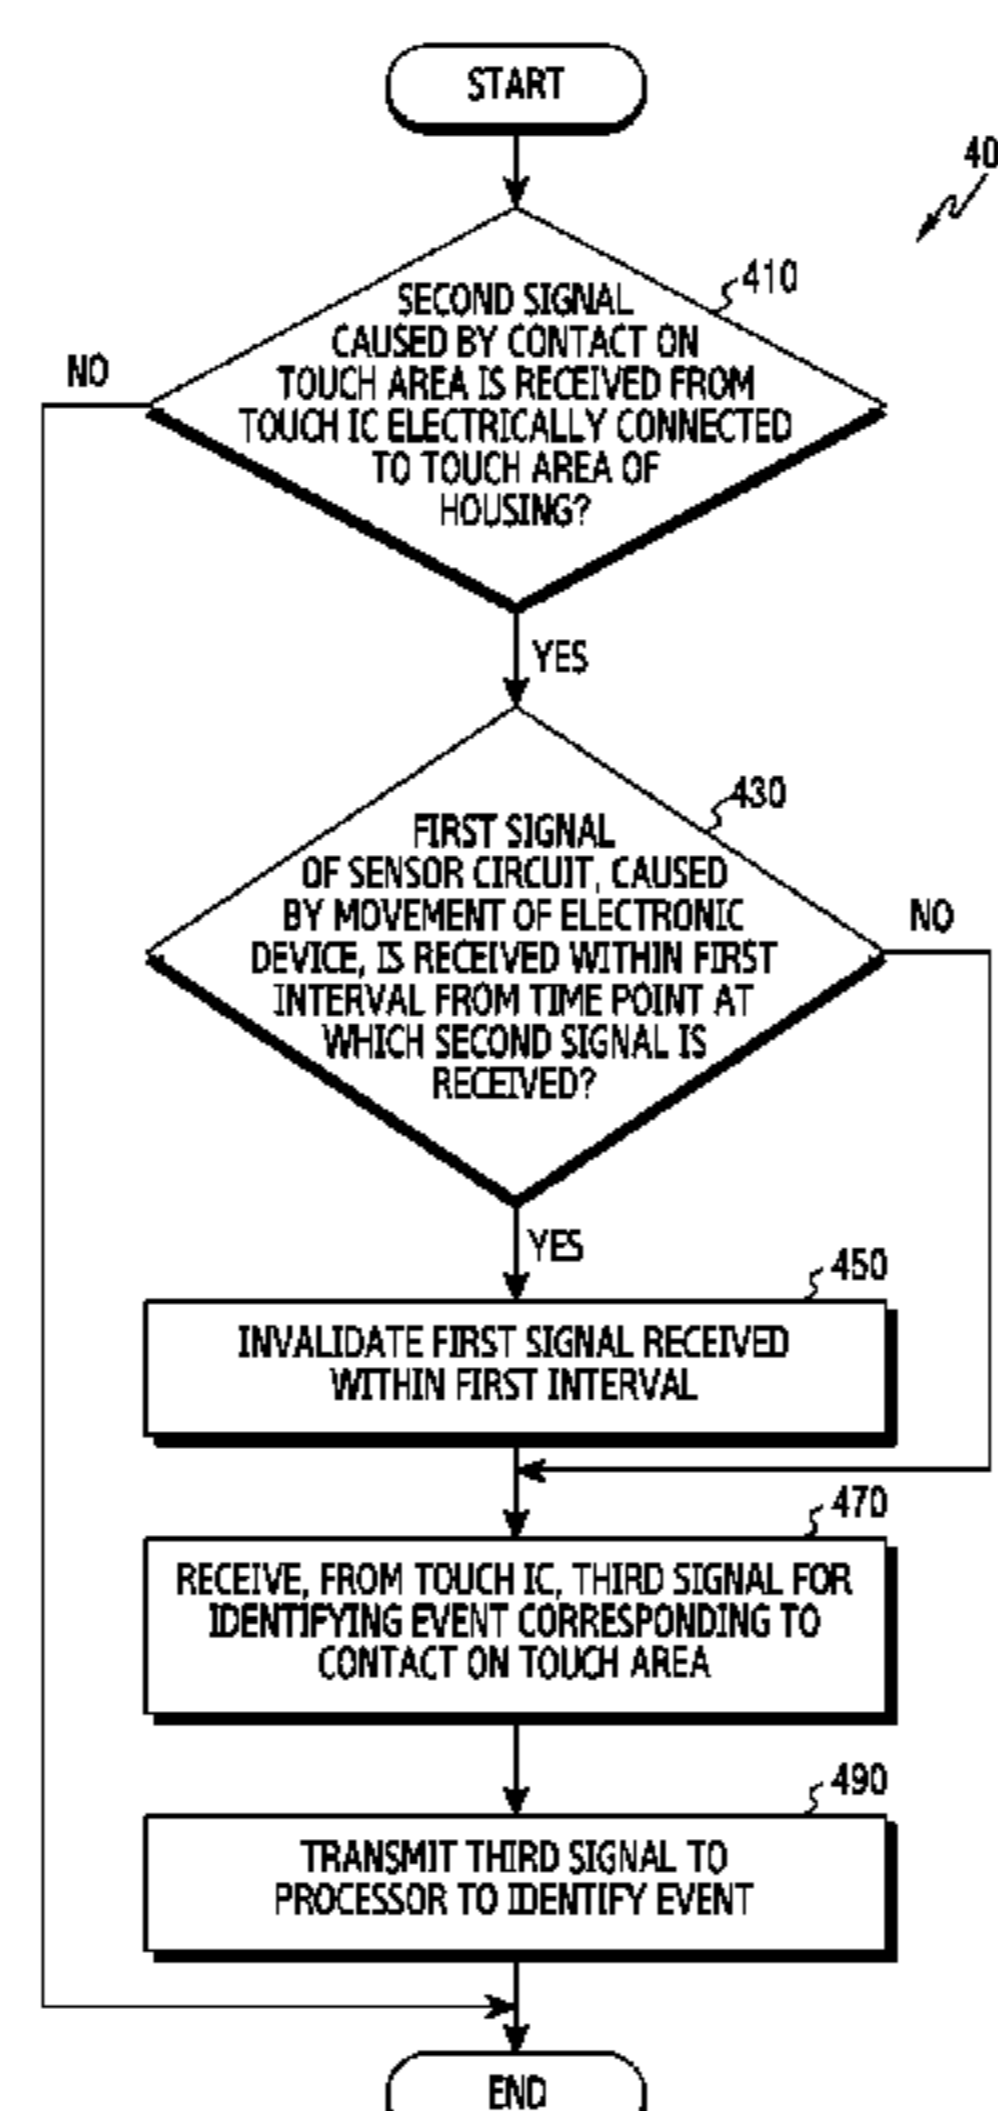 START
40
410
SECOND SIGNAL
CAUSED BY CONTACT ON
TOUCH AREA IS RECEIVED FROM
TOUCH IC ELECTRICALLY CONNECTED
TO TOUCH AREA OF
HOUSING?
NO
YES
430
FIRST SIGNAL
OF SENSOR CIRCUIT, CAUSED
BY MOVEMENT OF ELECTRONIC
DEVICE, IS RECEIVED WITHIN FIRST
INTERVAL FROM TIME POINT AT
WHICH SECOND SIGNAL IS
RECEIVED?
NO
YES
450
INVALIDATE FIRST SIGNAL RECEIVED
WITHIN FIRST INTERVAL
470
RECEIVE, FROM TOUCH IC, THIRD SIGNAL FOR
IDENTIFYING EVENT CORRESPONDING TO
CONTACT ON TOUCH AREA
490
TRANSMIT THIRD SIGNAL TO
PROCESSOR TO IDENTIFY EVENT
END